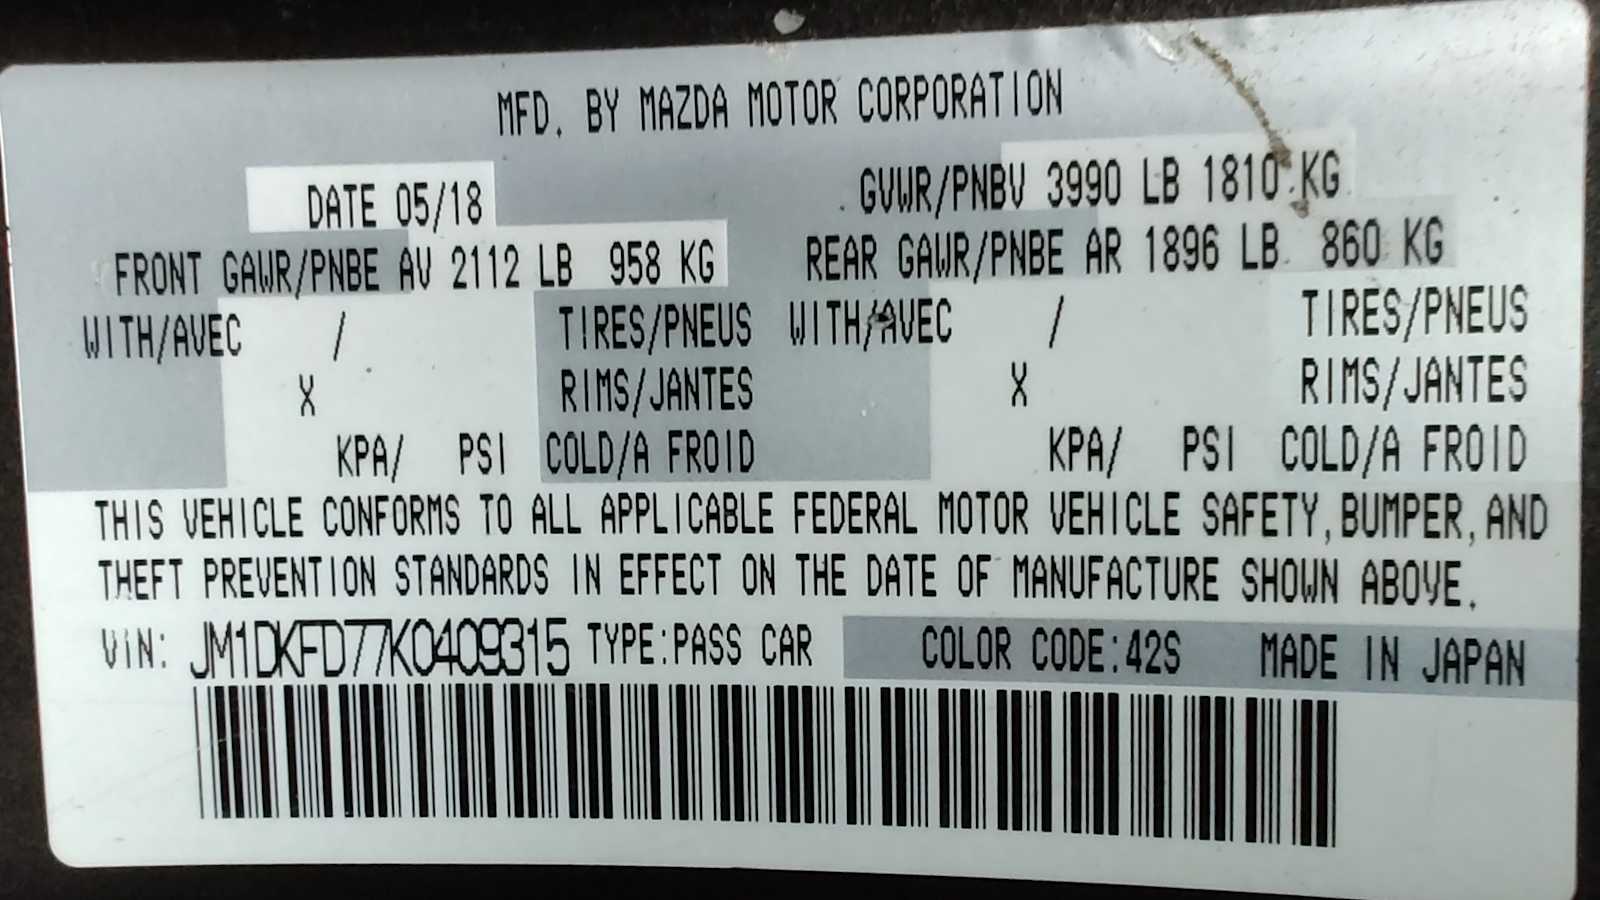 MFD. BY MAZDA MOTOR CORPORATION
DATE 05/18 GVWR/PNBV 3990 LB 1810 KG
FRONT GAWR/PNBE AV 2112 LB 958 KG REAR GAWR/PNBE AR 1896 LB 860 KG
WITH/AVEC / TIRES/PNEUS WITH/AVEC / TIRES/PNEUS
X RIMS/JANTES X RIMS/JANTES
KPA/ PSI COLD/A FROID KPA/ PSI COLD/A FROID
THIS VEHICLE CONFORMS TO ALL APPLICABLE FEDERAL MOTOR VEHICLE SAFETY, BUMPER, AND
THEFT PREVENTION STANDARDS IN EFFECT ON THE DATE OF MANUFACTURE SHOWN ABOVE.
VIN: JM1DKFD77K0409315 TYPE:PASS CAR COLOR CODE:42S MADE IN JAPAN